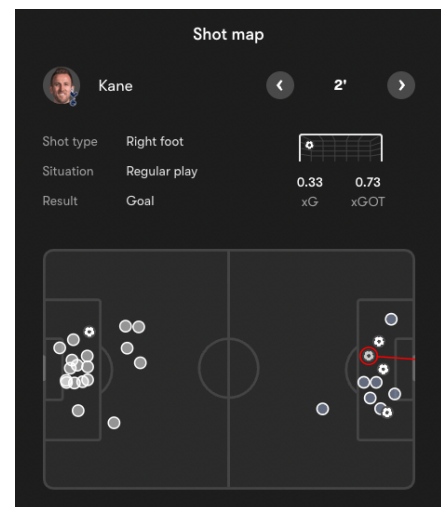 Shot map
Kane
2'
Shot type Right foot
Situation Regular play
Result Goal
0.33 0.73
xG xGOT